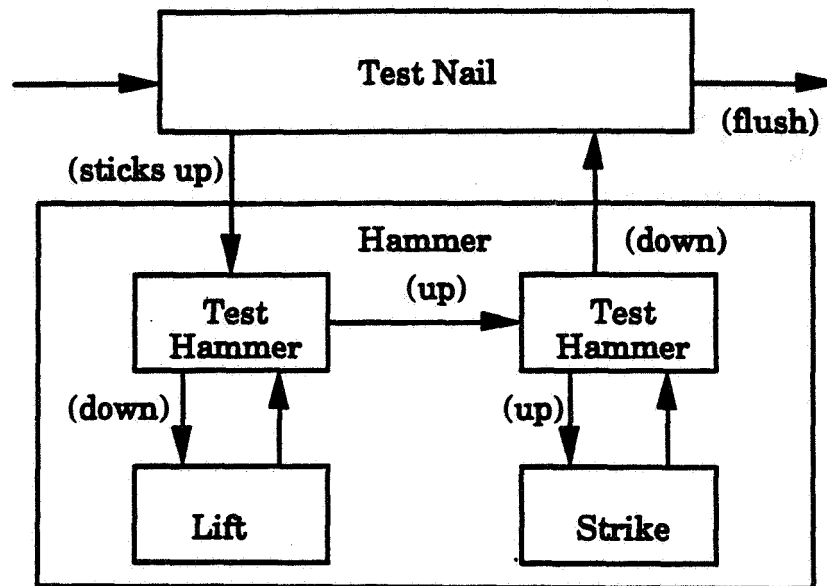 Test Nail
(flush)
(sticks up)
Hammer
(down)
(up)
Test
Hammer
Test
Hammer
(down)
(up)
Lift
Strike